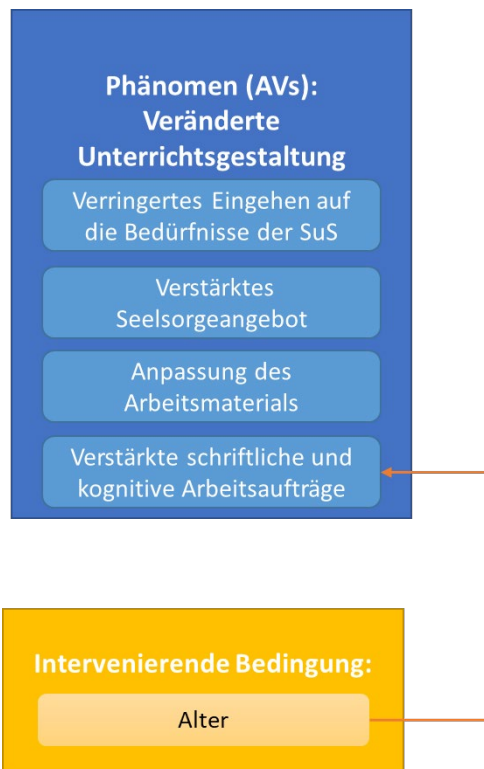 Phänomen (AVs):
Veränderte
Unterrichtsgestaltung
Verringertes Eingehen auf
die Bedürfnisse der SuS
Verstärktes
Seelsorgeangebot
Anpassung des
Arbeitsmaterials
Verstärkte schriftliche und
kognitive Arbeitsaufträge
Intervenierende Bedingung:
Alter